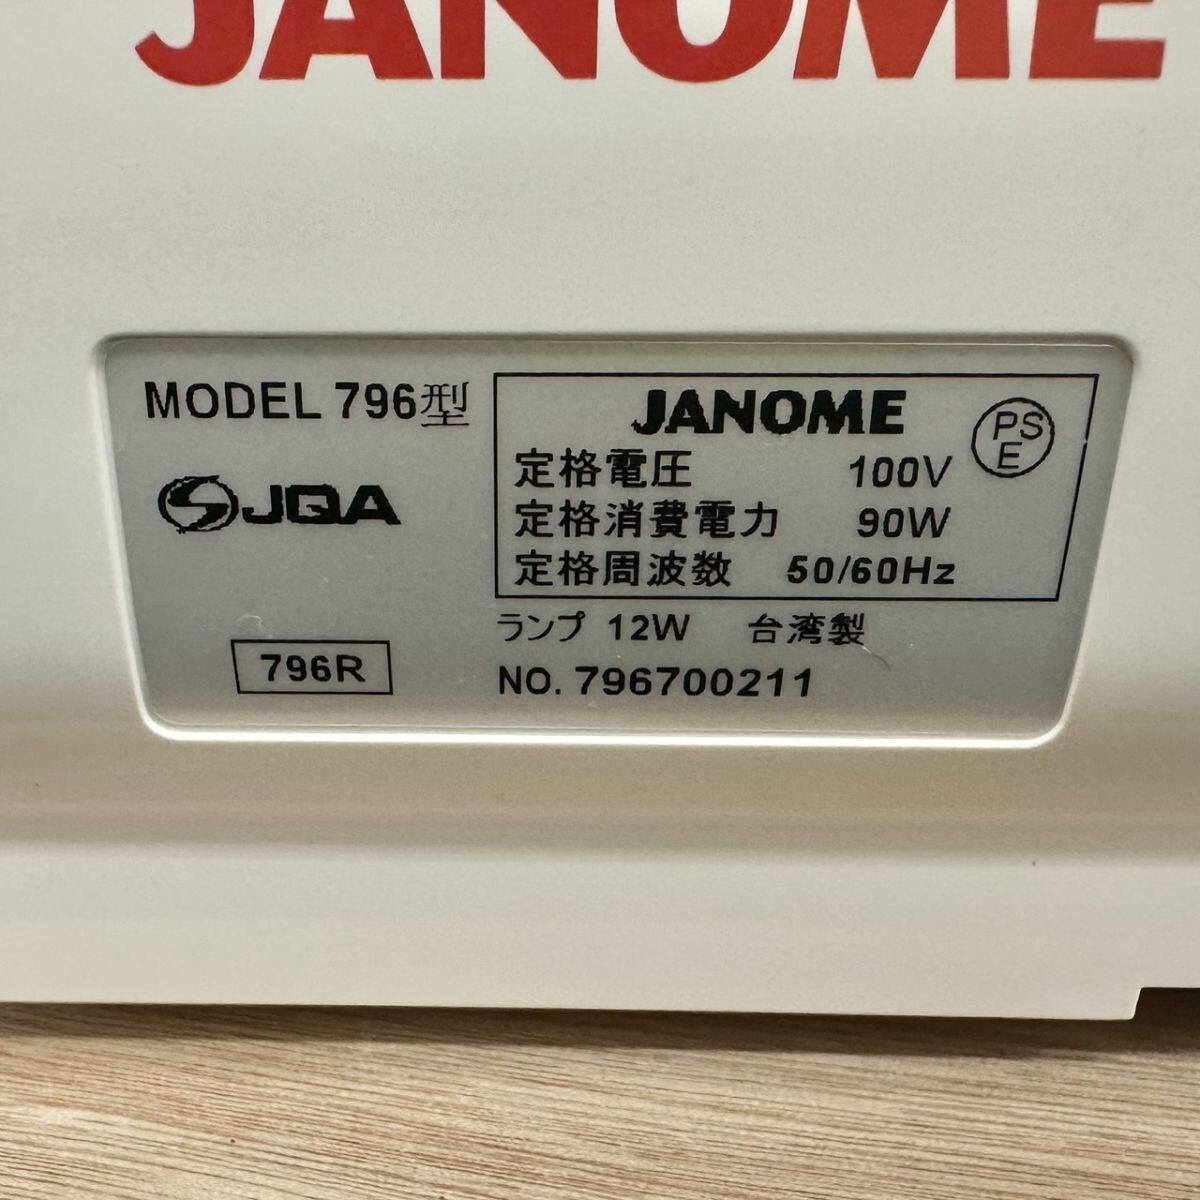 JANOME
MODEL 796型
JQA
796R
JANOME
PSE
定格電圧 100V
定格消費電力 90W
定格周波数 50/60Hz
ランプ 12W 台湾製
NO. 796700211